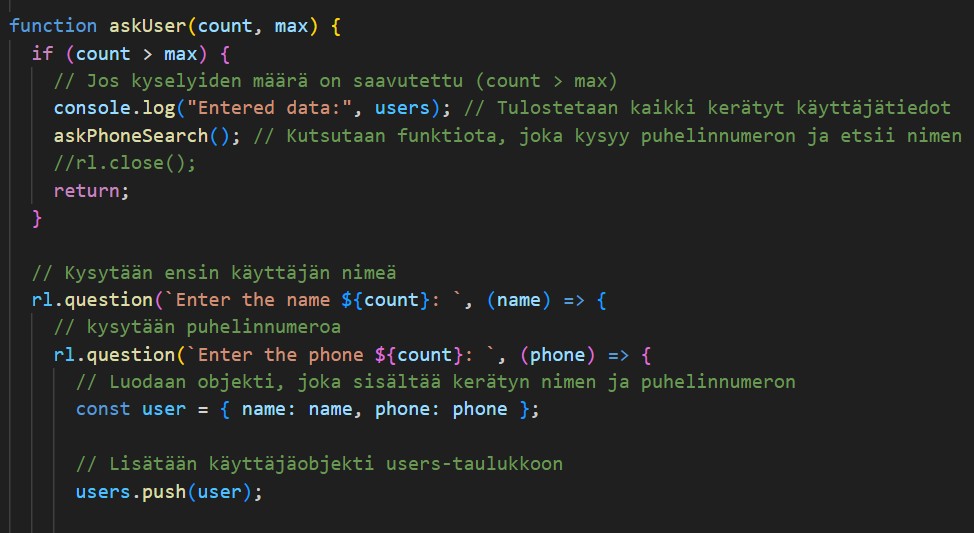 function askUser(count, max) {
if (count > max) {
// Jos kyselyiden määrä on saavutettu (count > max)
console.log("Entered data:", users); // Tulostetaan kaikki kerätyt käyttäjätiedot
askPhoneSearch(); // Kutsutaan funktiota, joka kysyy puhelinnumeron ja etsii nimen
//rl.close();
return;
}
// Kysytään ensin käyttäjän nimeä
rl.question(`Enter the name ${count}: `, (name) => {
// kysytään puhelinnumeroa
rl.question(`Enter the phone ${count}: `, (phone) => {
// Luodaan objekti, joka sisältää kerätyn nimen ja puhelinnumeron
const user = { name: name, phone: phone };
// Lisätään käyttäjäobjekti users-taulukkoon
users.push(user);